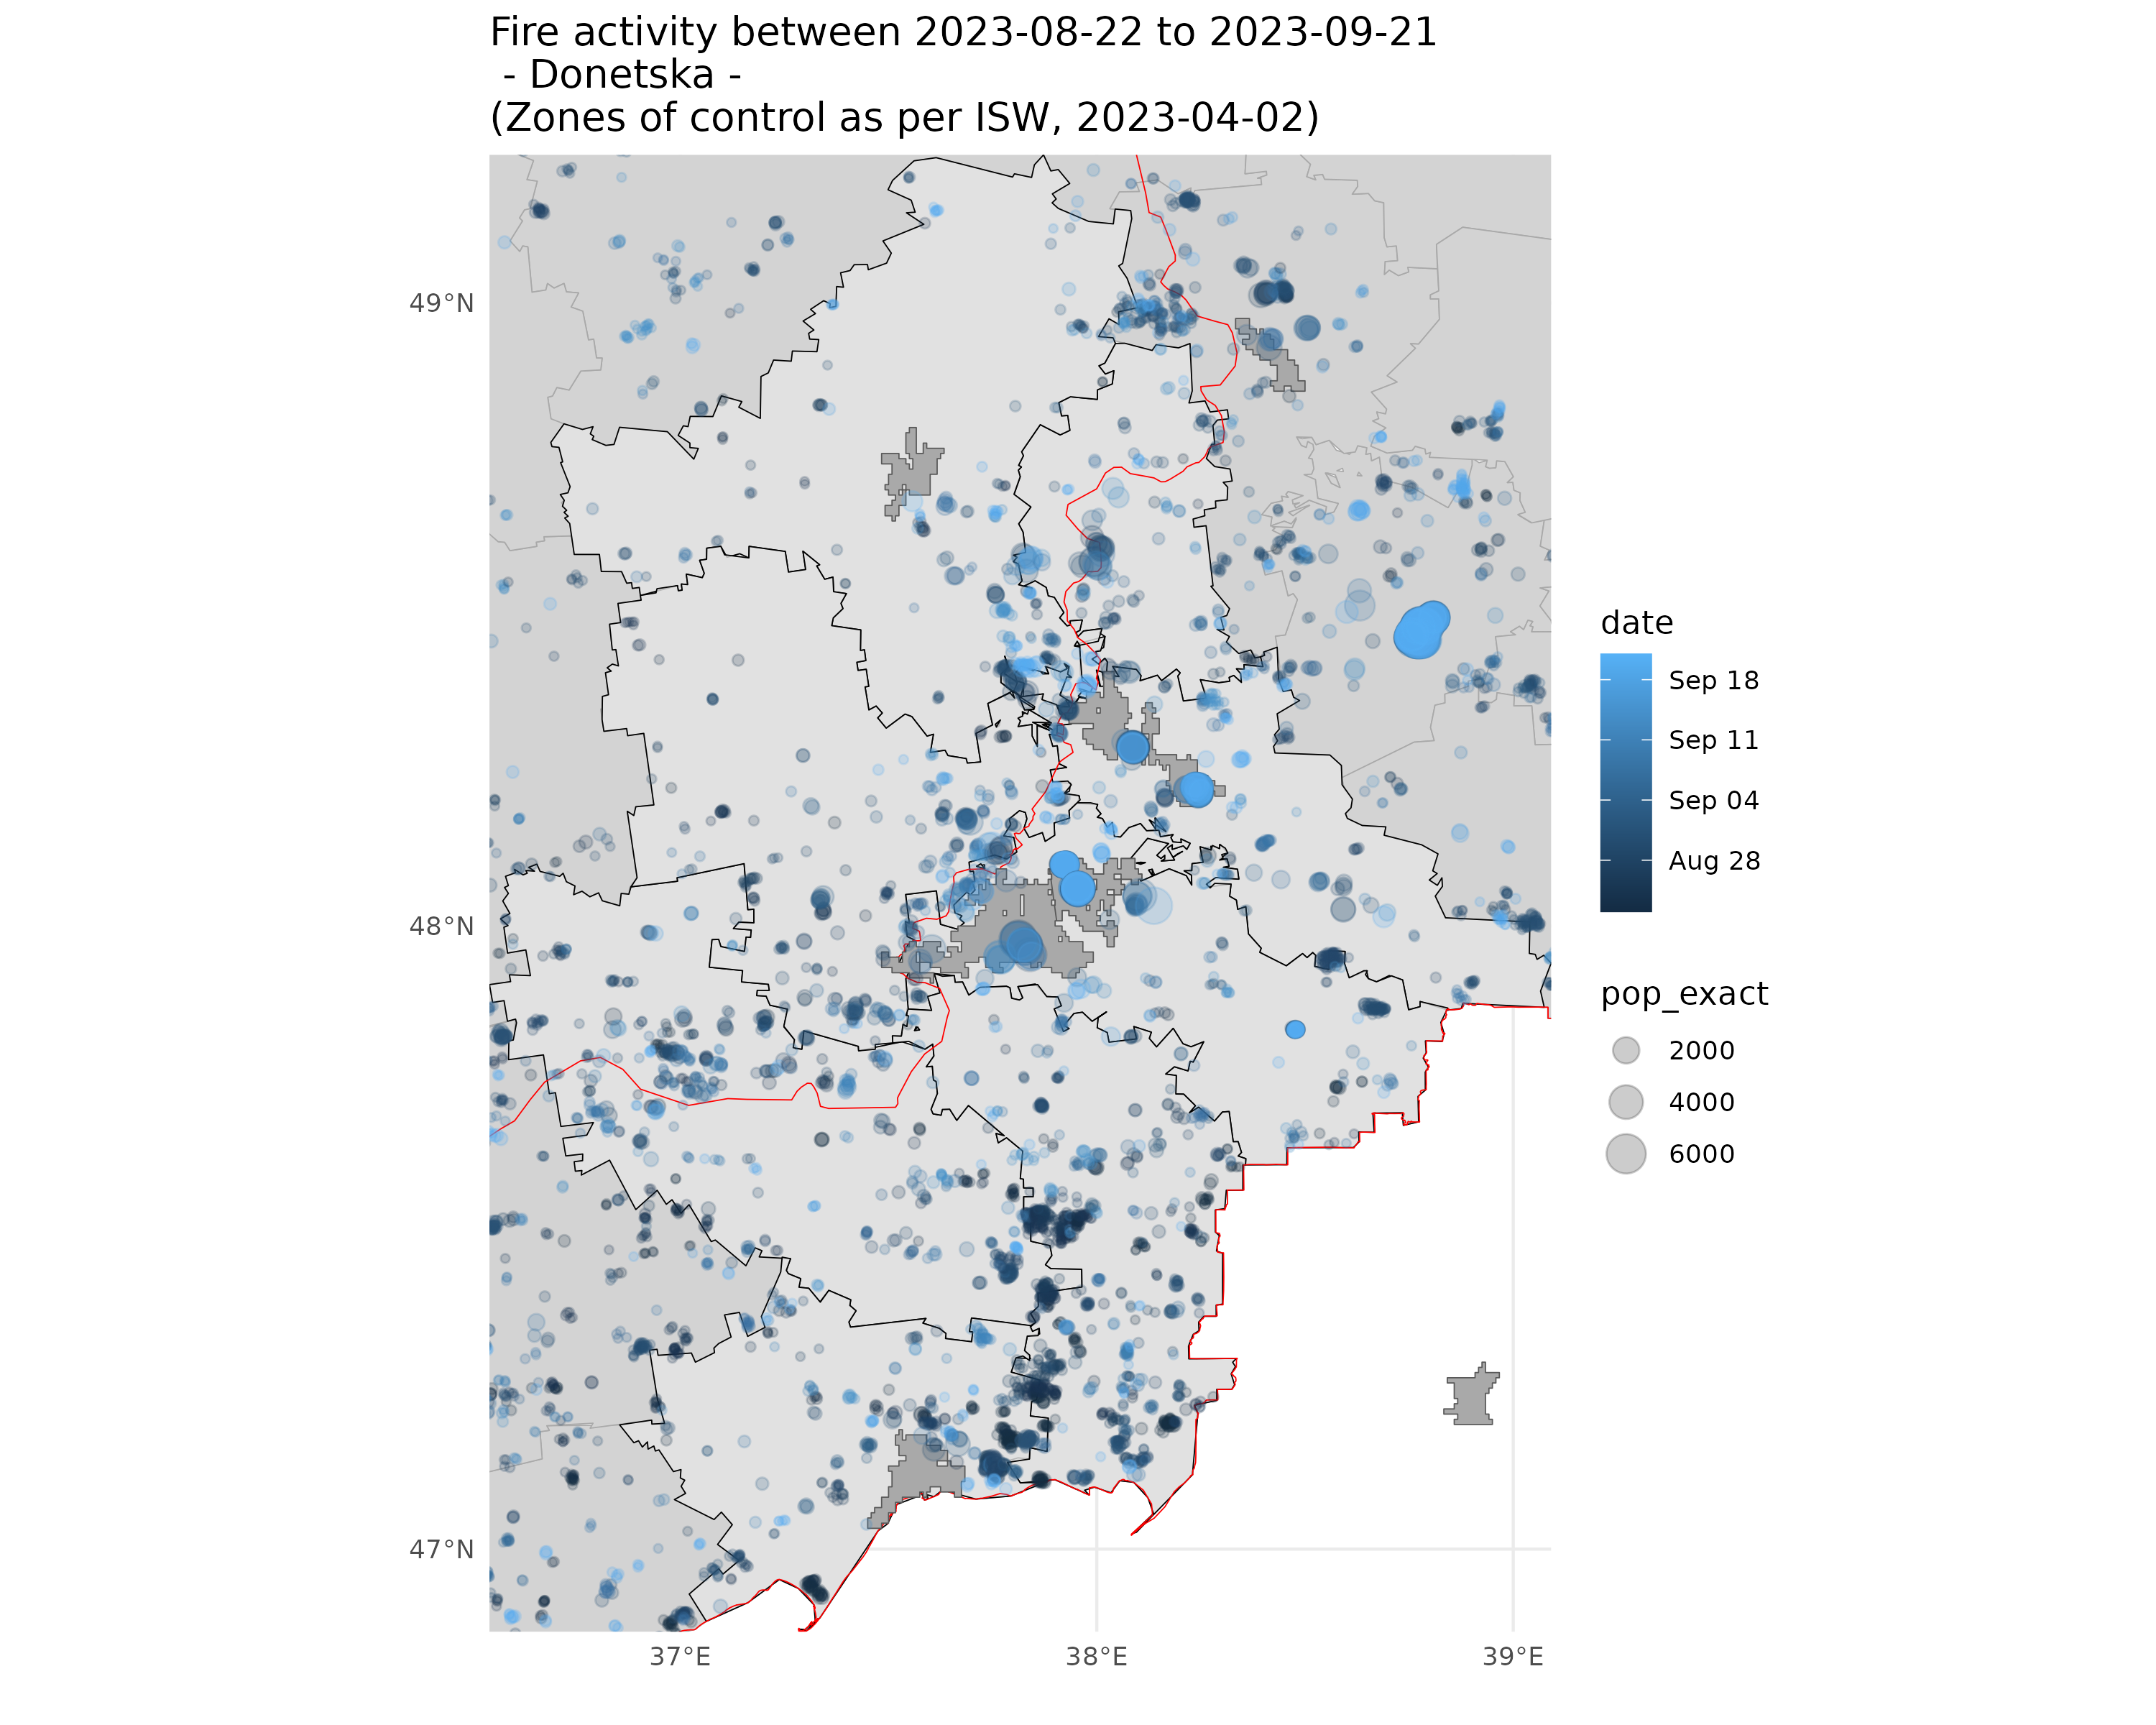 Fire activity between 2023-08-22 to 2023-09-21
- Donetska -
(Zones of control as per ISW, 2023-04-02)
49°N
48°N
47°N
37°E
38°E
39°E
date
Sep 18
Sep 11
Sep 04
Aug 28
pop_exact
2000
4000
6000